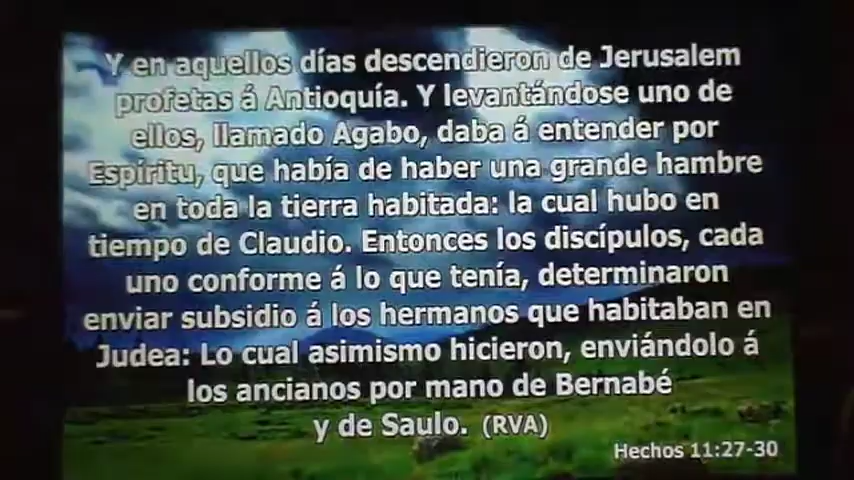 Y en aquellos días descendieron de Jerusalem
profetas á Antioquía. Y levantándose uno de
ellos, llamado Agabo, daba á entender por
Espíritu, que había de haber una grande hambre
en toda la tierra habitada: la cual hubo en
tiempo de Claudio. Entonces los discípulos, cada
uno conforme á lo que tenía, determinaron
enviar subsidio á los hermanos que habitaban en
Judea: Lo cual asimismo hicieron, enviándolo á
los ancianos por mano de Bernabé
y de Saulo. (RVA)
Hechos 11:27-30